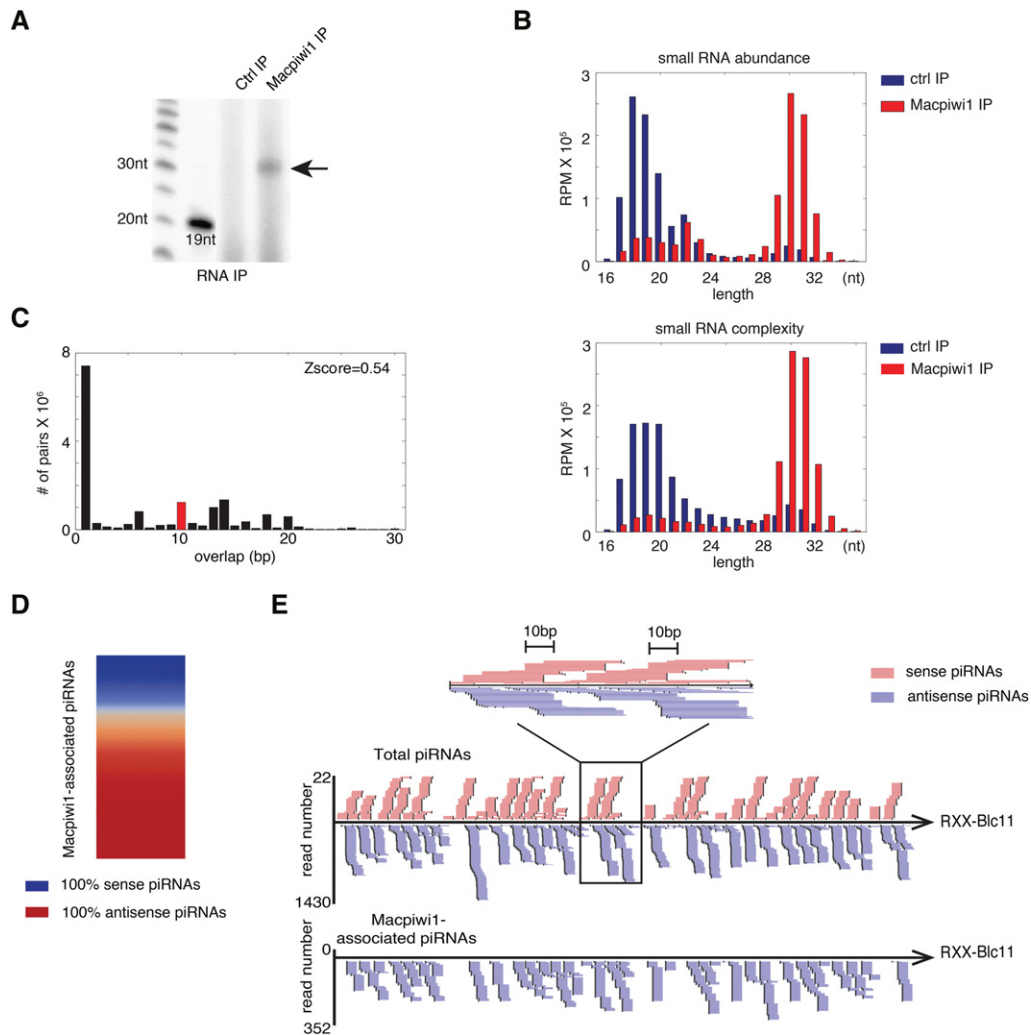 A
Ctrl IP
Macpiwi1 IP
30nt
20nt
19nt
RNA IP
B
small RNA abundance
ctrl IP
Macpiwi1 IP
RPM X 10⁵
3
2
1
0
16 20 24 28 32 (nt)
length
small RNA complexity
ctrl IP
Macpiwi1 IP
RPM X 10⁵
3
2
1
0
16 20 24 28 32 (nt)
length
C
Zscore=0.54
# of pairs X 10⁶
8
4
0
0 10 20 30
overlap (bp)
D
Macpiwi1-associated piRNAs
100% sense piRNAs
100% antisense piRNAs
E
10bp 10bp
sense piRNAs
antisense piRNAs
Total piRNAs
22
read number
1430
RXX-Blc11
Macpiwi1-
associated piRNAs
0
read number
352
RXX-Blc11